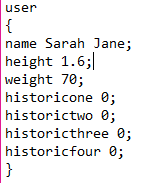 user
{
name Sarah Jane;
height 1.6;
weight 70;
historicone 0;
historictwo 0;
historicthree 0;
historicfour 0;
}